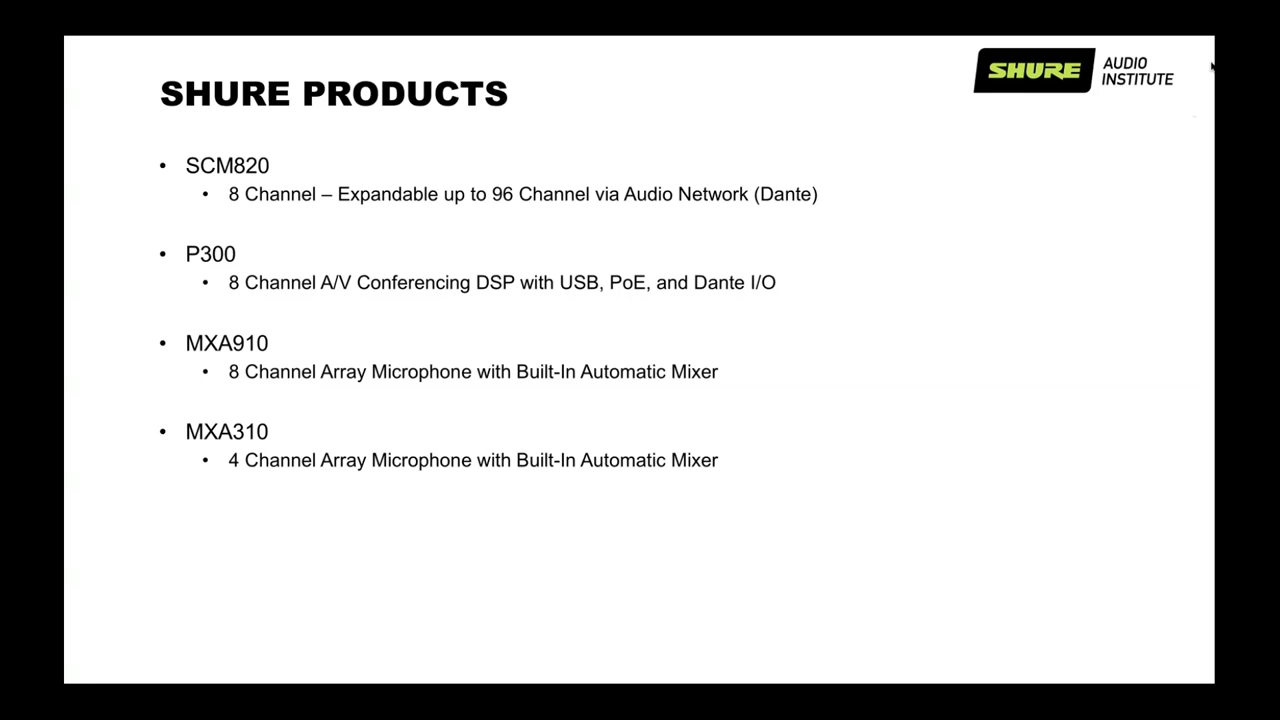 SHURE PRODUCTS
SHURE AUDIO
INSTITUTE
• SCM820
• 8 Channel – Expandable up to 96 Channel via Audio Network (Dante)
• P300
• 8 Channel A/V Conferencing DSP with USB, PoE, and Dante I/O
• MXA910
• 8 Channel Array Microphone with Built-In Automatic Mixer
• MXA310
• 4 Channel Array Microphone with Built-In Automatic Mixer